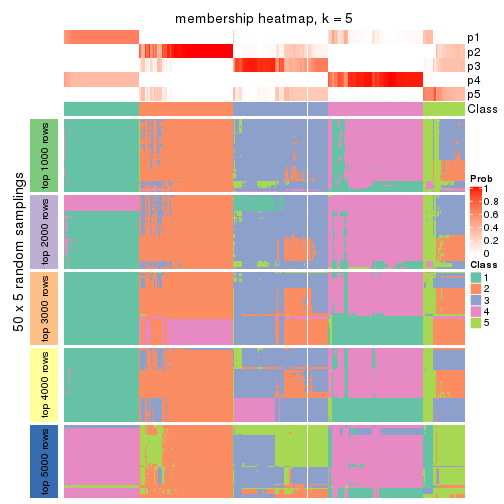 membership heatmap, k = 5
p1
p2
p3
p4
p5
Class
50 x 5 random samplings
top 1000 rows
top 2000 rows
top 3000 rows
top 4000 rows
top 5000 rows
Prob
1
0.8
0.6
0.4
0.2
0
Class
1
2
3
4
5